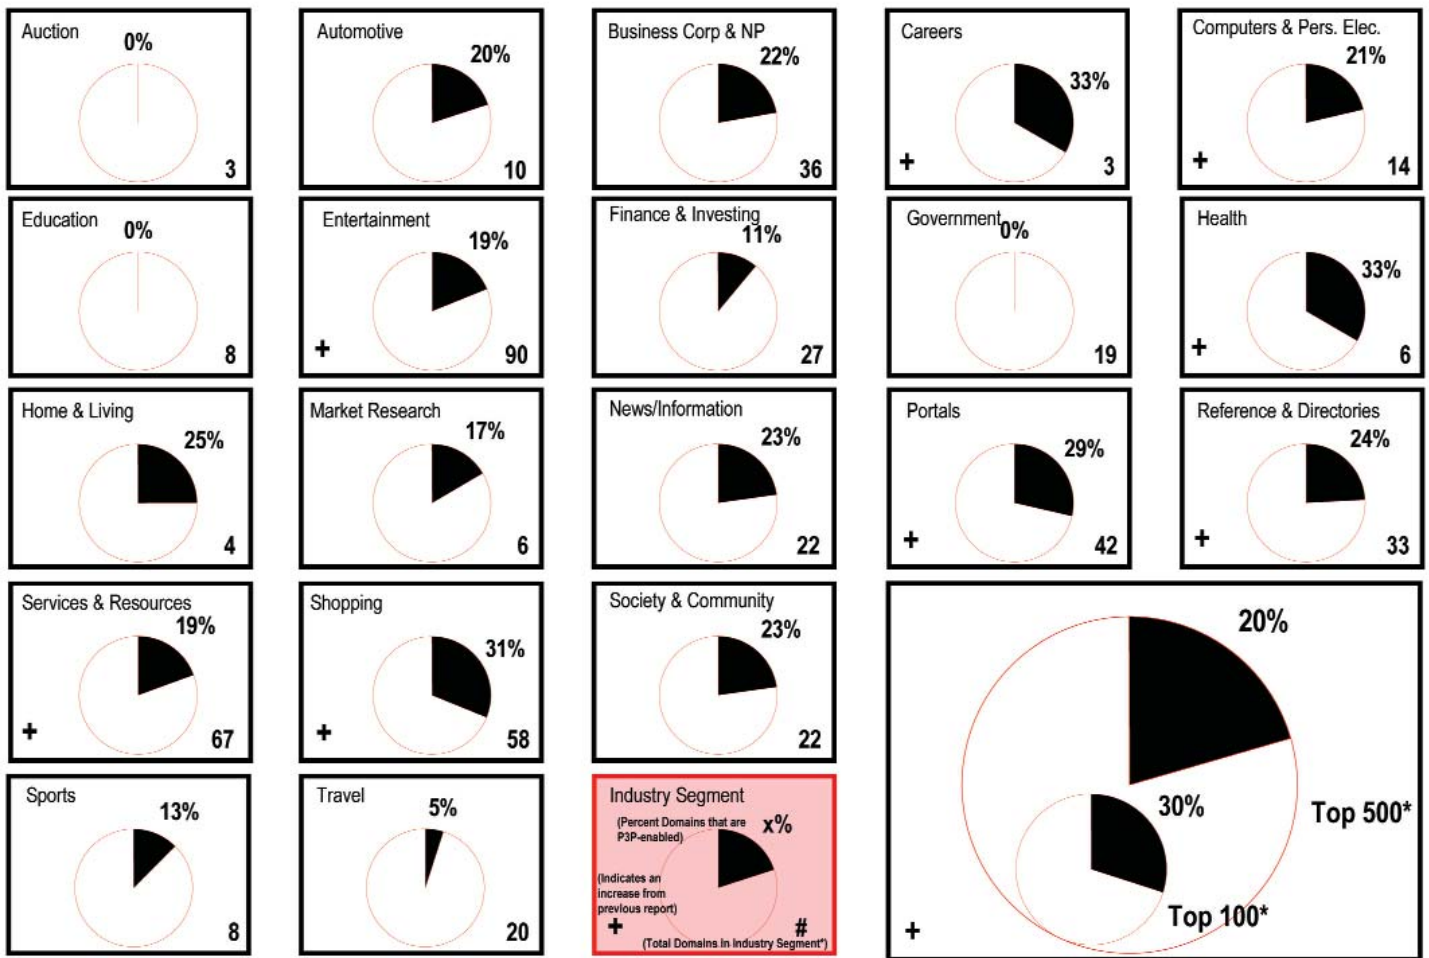 Auction
0%
3
Automotive
20%
10
Business Corp & NP
22%
36
Careers
33%
+
3
Computers & Pers. Elec.
21%
+
14
Education
0%
8
Entertainment
19%
+
90
Finance & Investing
11%
27
Government
0%
19
Health
33%
+
6
Home & Living
25%
4
Market Research
17%
6
News/Information
23%
22
Portals
29%
+
42
Reference & Directories
24%
+
33
Services & Resources
19%
+
67
Shopping
31%
+
58
Society & Community
23%
22
20%
Top 500*
30%
Top 100*
+
Sports
13%
8
Travel
5%
20
Industry Segment
(Percent Domains that are
P3P-enabled)
x%
(Indicates an
increase from
previous report)
+
#
(Total Domains In Industry Segment*)